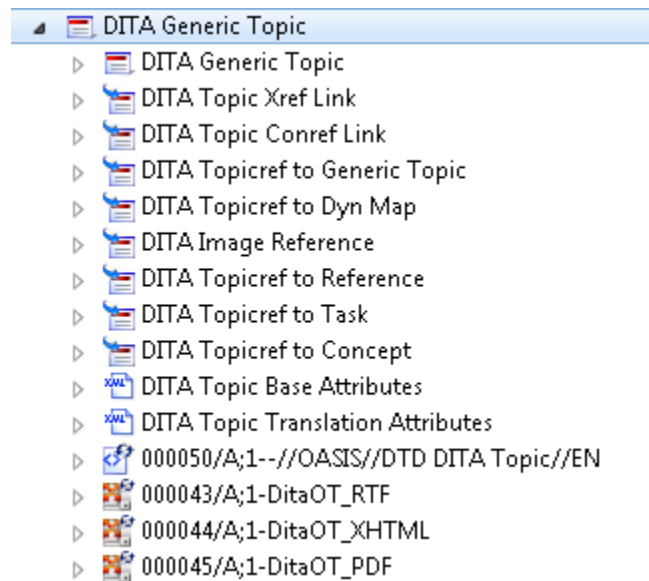 DITA Generic Topic
DITA Generic Topic
DITA Topic Xref Link
DITA Topic Conref Link
DITA Topicref to Generic Topic
DITA Topicref to Dyn Map
DITA Image Reference
DITA Topicref to Reference
DITA Topicref to Task
DITA Topicref to Concept
DITA Topic Base Attributes
DITA Topic Translation Attributes
000050/A;1--//OASIS//DTD DITA Topic//EN
000043/A;1-DitaOT_RTF
000044/A;1-DitaOT_XHTML
000045/A;1-DitaOT_PDF